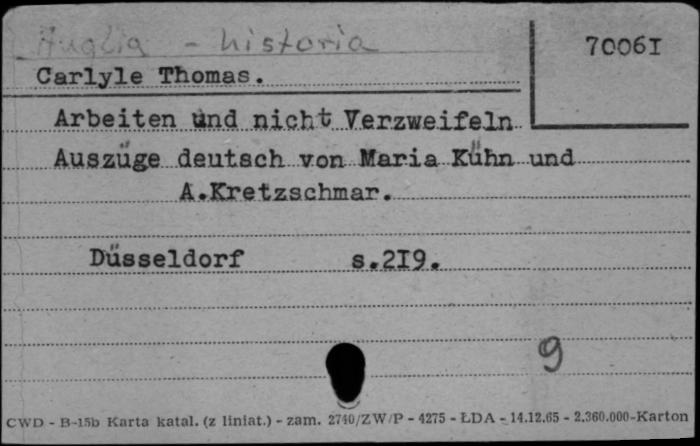 Anglia - historia
70061
Carlyle Thomas.
Arbeiten und nicht Verzweifeln
Auszüge deutsch von Maria Kühn und
A.Kretzschmar.
Düsseldorf s.2I9.
9
CWD - B-15b Karta katal. (z liniat.) - zam. 2740/ZW/P - 4275 - ŁDA - 14.12.65 - 2.360.000-Karton